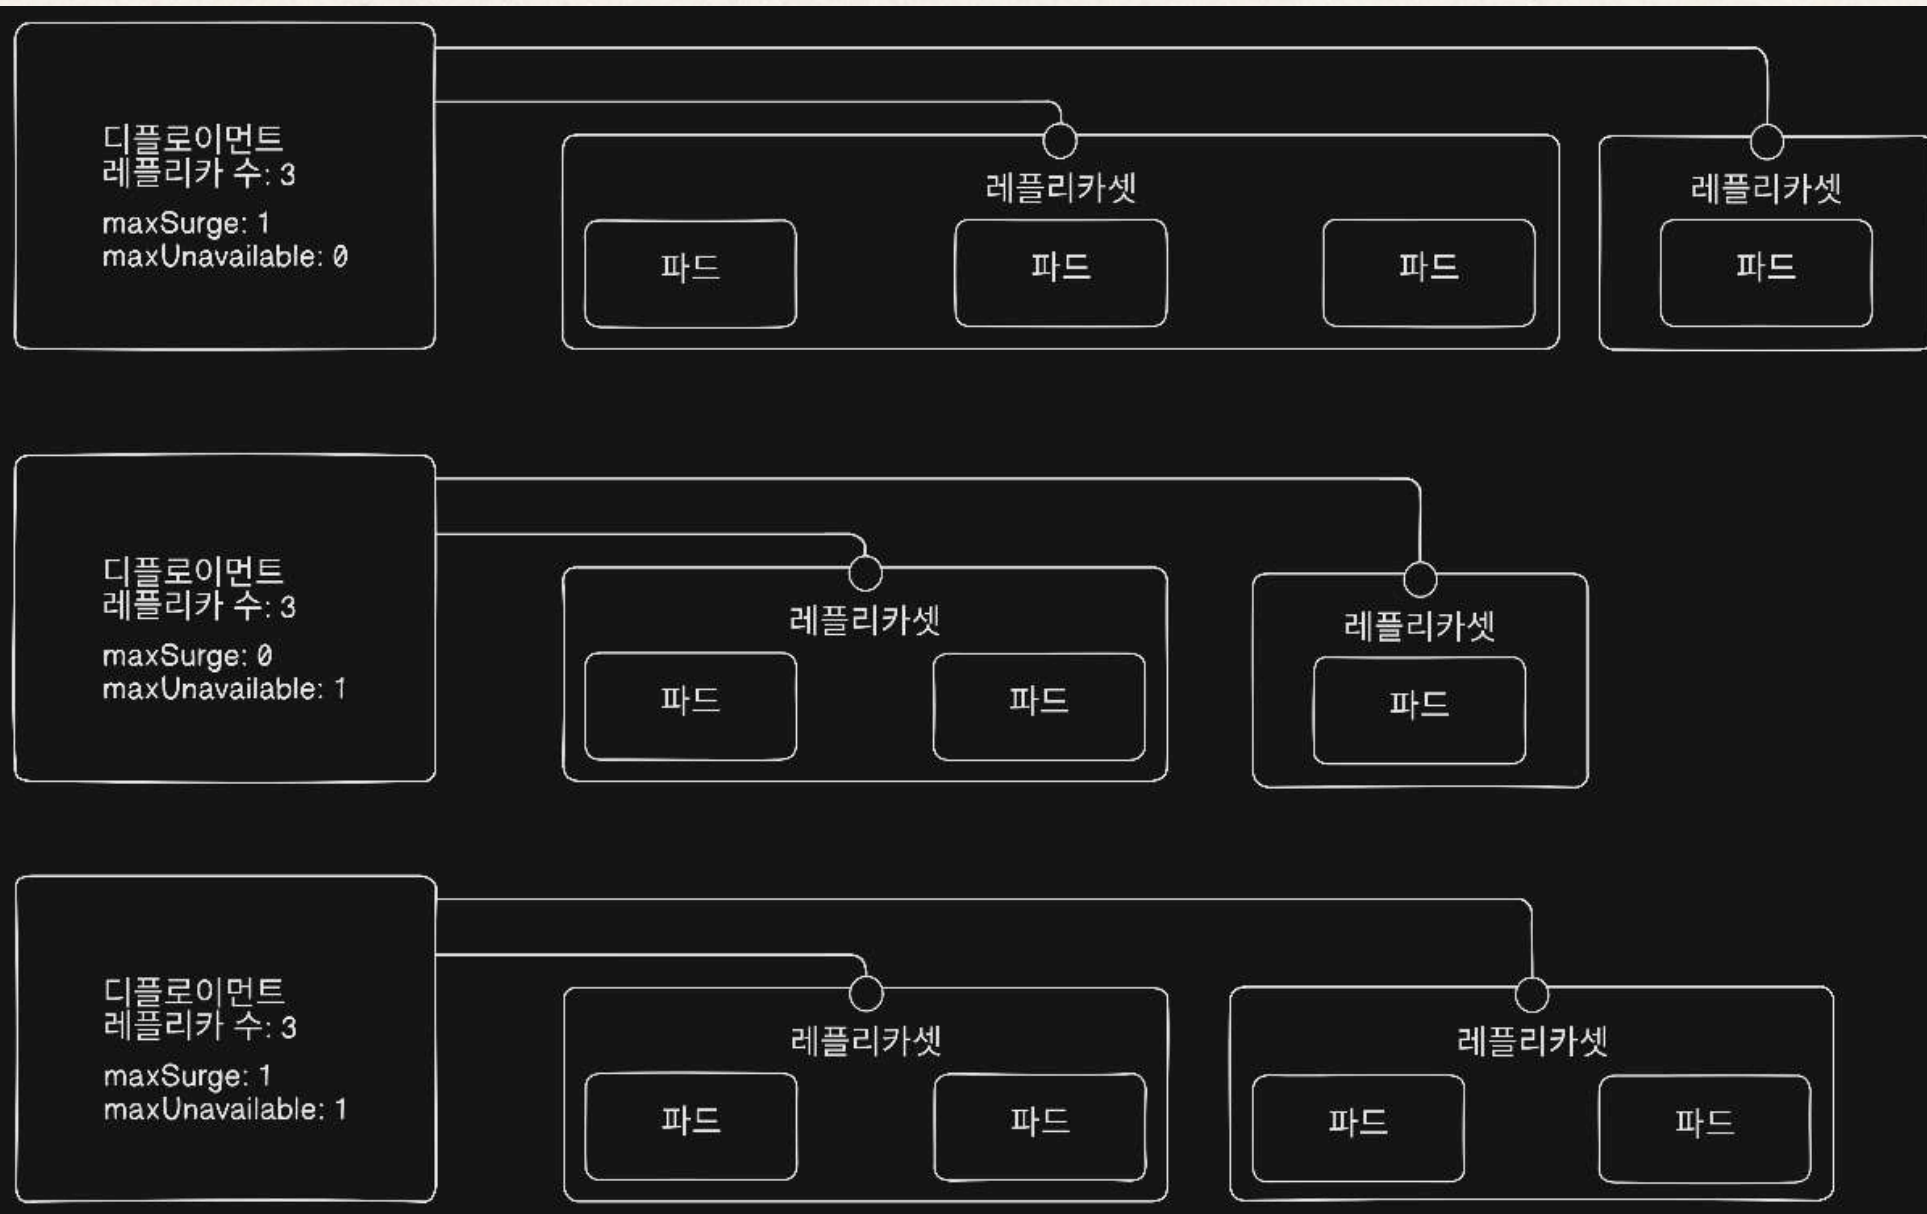 디플로이먼트
레플리카 수: 3
maxSurge: 1
maxUnavailable: 0
레플리카셋
파드
파드
파드
레플리카셋
파드
디플로이먼트
레플리카 수: 3
maxSurge: 0
maxUnavailable: 1
레플리카셋
파드
파드
레플리카셋
파드
디플로이먼트
레플리카 수: 3
maxSurge: 1
maxUnavailable: 1
레플리카셋
파드
파드
레플리카셋
파드
파드